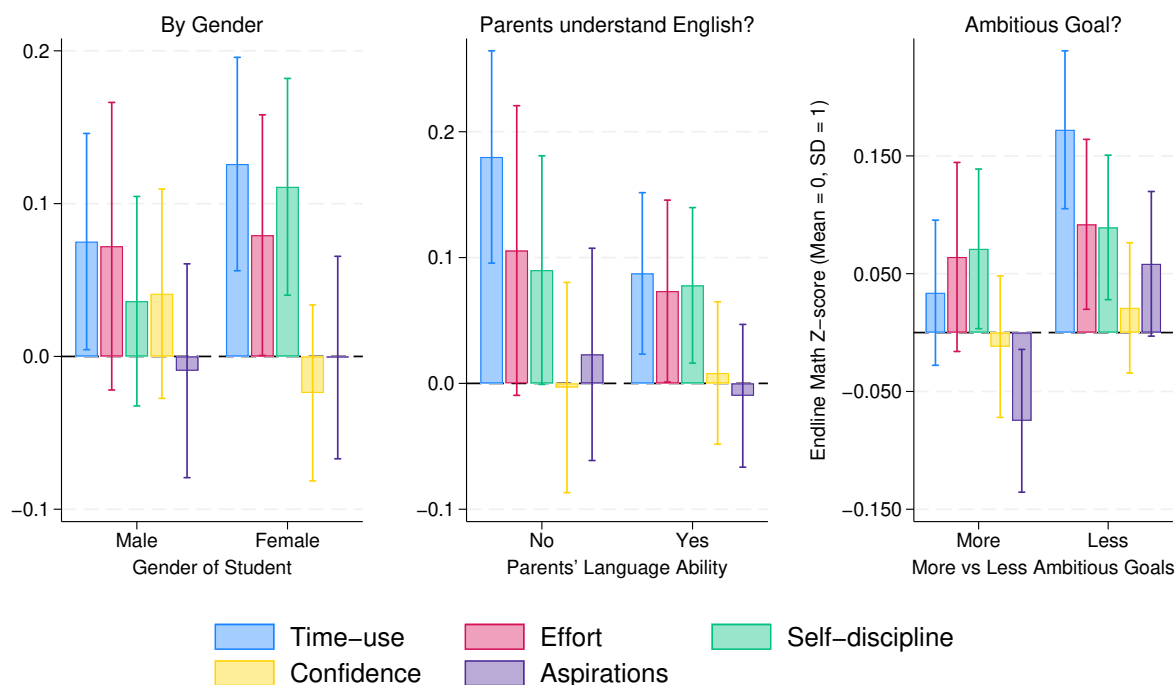 By Gender
0.2
0.1
0.0
−0.1
Male Female
Gender of Student
Parents understand English?
0.2
0.1
0.0
−0.1
No Yes
Parents' Language Ability
Ambitious Goal?
Endline Math Z−score (Mean = 0, SD = 1)
0.150
0.050
−0.050
−0.150
More Less
More vs Less Ambitious Goals
Time−use Effort Self−discipline
Confidence Aspirations